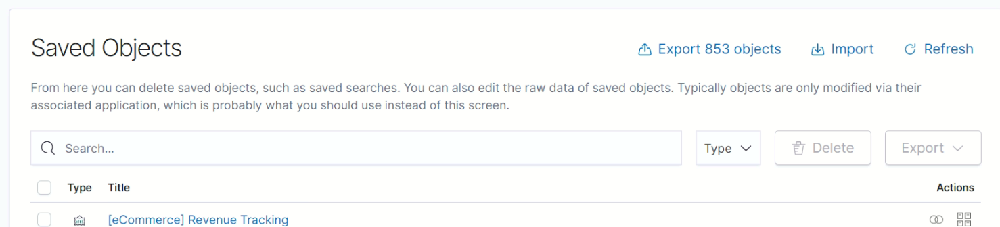 Saved Objects
Export 853 objects
Import
Refresh
From here you can delete saved objects, such as saved searches. You can also edit the raw data of saved objects. Typically objects are only modified via their
associated application, which is probably what you should use instead of this screen.
Search...
Type
Delete
Export
Type Title Actions
[eCommerce] Revenue Tracking